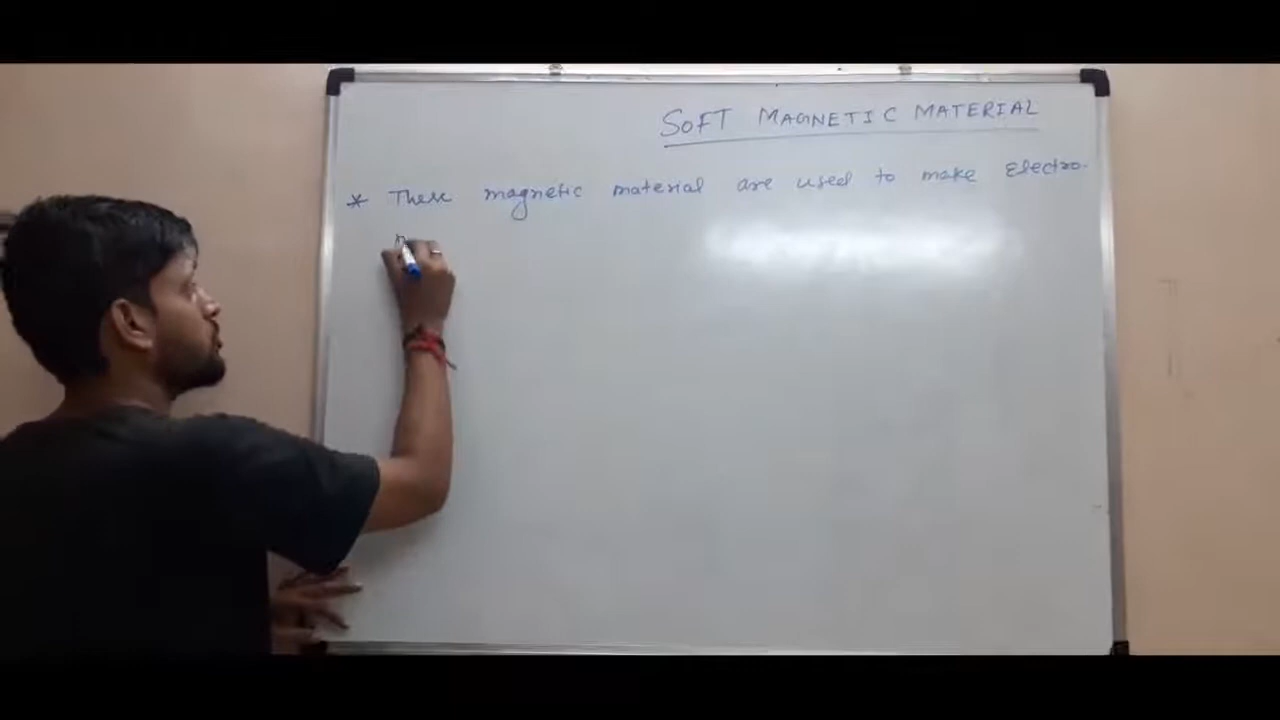 SOFT MAGNETIC MATERIAL
* These magnetic material are used to make Electro-